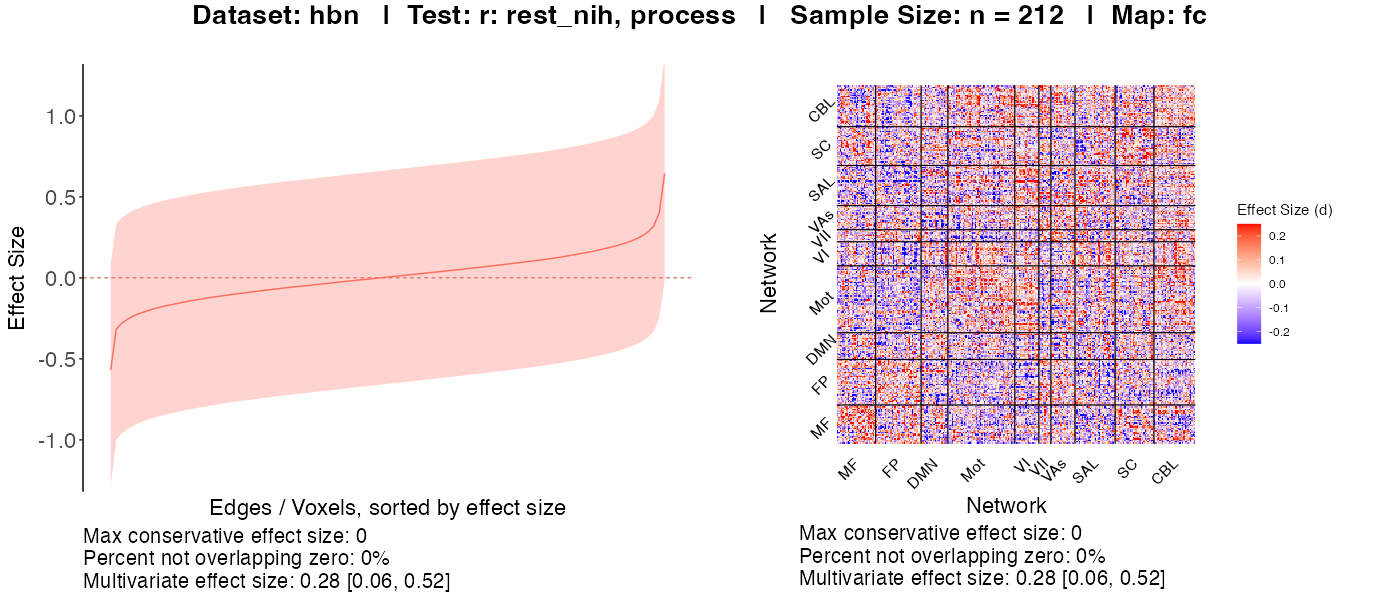 Dataset: hbn | Test: r: rest_nih, process | Sample Size: n = 212 | Map: fc
Effect Size
1.0
0.5
0.0
-0.5
-1.0
Edges / Voxels, sorted by effect size
Max conservative effect size: 0
Percent not overlapping zero: 0%
Multivariate effect size: 0.28 [0.06, 0.52]
Network
CBL
SC
SAL
VAs
VII
VI
Mot
DMN
FP
MF
MF FP DMN Mot VI VII VAs SAL SC CBL
Network
Max conservative effect size: 0
Percent not overlapping zero: 0%
Multivariate effect size: 0.28 [0.06, 0.52]
Effect Size (d)
0.2
0.1
0.0
-0.1
-0.2